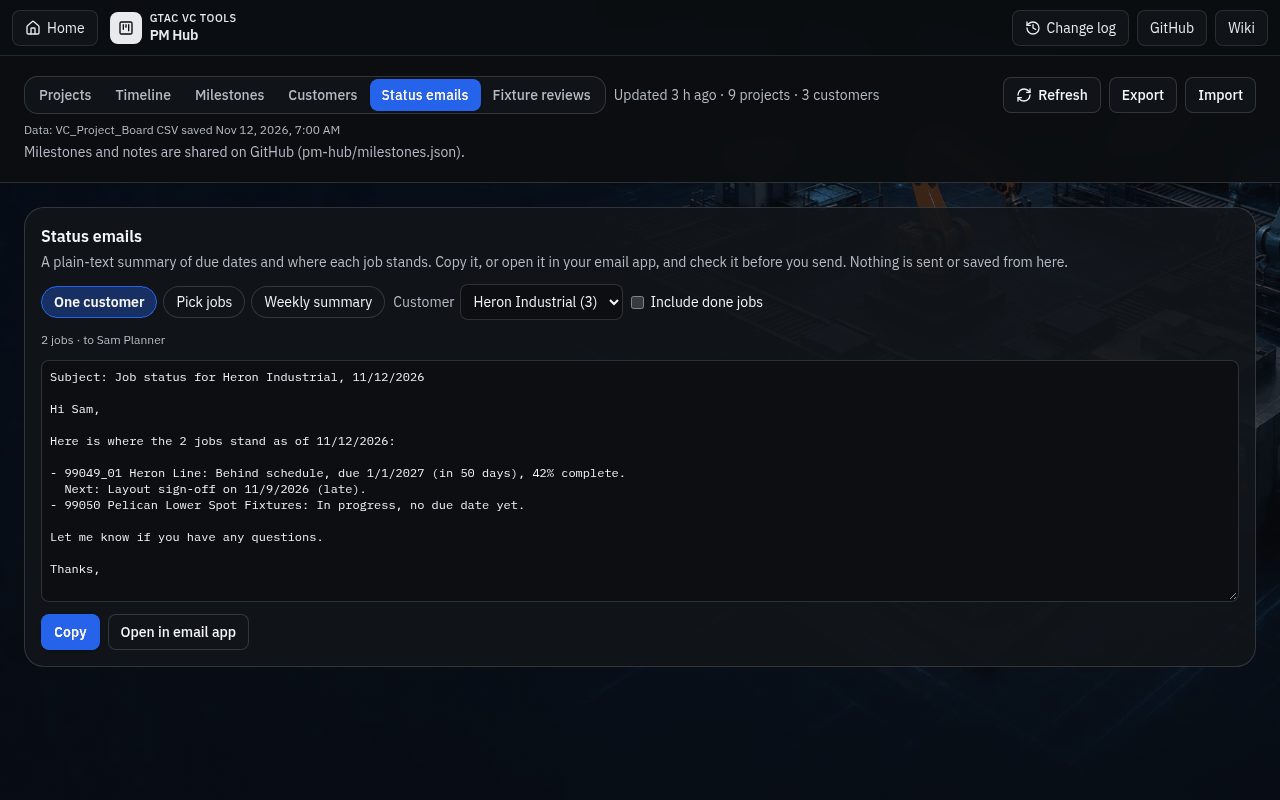 Home
GTAC VC TOOLS
PM Hub
Change log
GitHub
Wiki
Projects
Timeline
Milestones
Customers
Status emails
Fixture reviews
Updated 3 h ago · 9 projects · 3 customers
Refresh
Export
Import
Data: VC_Project_Board CSV saved Nov 12, 2026, 7:00 AM
Milestones and notes are shared on GitHub (pm-hub/milestones.json).
Status emails
A plain-text summary of due dates and where each job stands. Copy it, or open it in your email app, and check it before you send. Nothing is sent or saved from here.
One customer
Pick jobs
Weekly summary
Customer
Heron Industrial (3)
Include done jobs
2 jobs · to Sam Planner
Subject: Job status for Heron Industrial, 11/12/2026
Hi Sam,
Here is where the 2 jobs stand as of 11/12/2026:
- 99049_01 Heron Line: Behind schedule, due 1/1/2027 (in 50 days), 42% complete.
Next: Layout sign-off on 11/9/2026 (late).
- 99050 Pelican Lower Spot Fixtures: In progress, no due date yet.
Let me know if you have any questions.
Thanks,
Copy
Open in email app